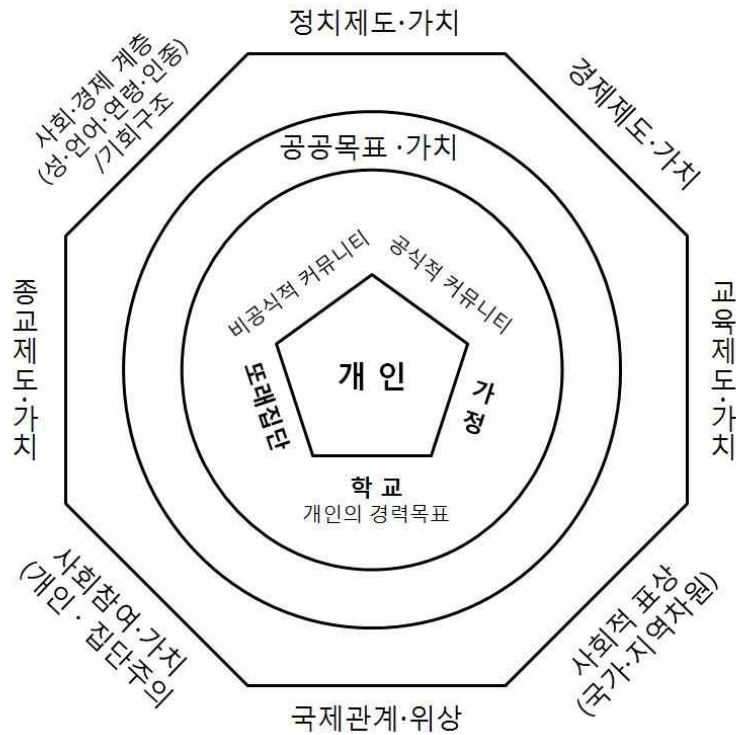 정치제도·가치
사회·경제 계층
(성·언어·연령·인종)
/기회구조
경제제도·가치
공공목표 ·가치
비공식적 커뮤니티
공식적 커뮤니티
종교제도·가치
개 인
교육제도·가치
또래집단
가정
학 교
개인의 경력목표
사회참여·가치
(개인 · 집단주의
사회적 표상
(국가·지역차원)
국제관계·위상